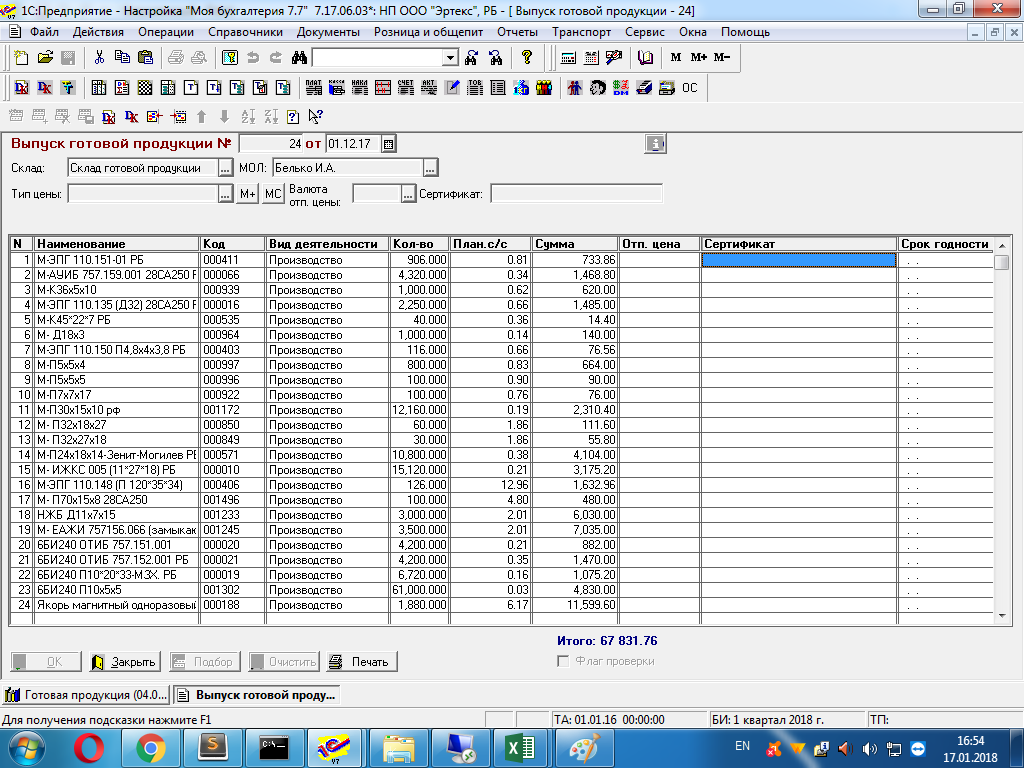 1С:Предприятие - Настройка "Моя бухгалтерия 7.7" 7.17.06.03*: НП ООО "Эртекс", РБ - [ Выпуск готовой продукции - 24]
Файл Действия Операции Справочники Документы Розница и общепит Отчеты Транспорт Сервис Окна Помощь
М М+ М−
ОС
Выпуск готовой продукции № 24 от 01.12.17
Склад: Склад готовой продукции ... МОЛ: Белько И.А. ...
Тип цены: ... М+ МС Валюта отп. цены: ... Сертификат:
N Наименование Код Вид деятельности Кол-во План.с/с Сумма Отп. цена Сертификат Срок годности
1 М-ЭПГ 110.151-01 РБ 000411 Производство 906.000 0.81 733.86 . .
2 М-АУИБ 757.159.001 28СА250 Г 000066 Производство 4,320.000 0.34 1,468.80 . .
3 М-К36х5х10 000939 Производство 1,000.000 0.62 620.00 . .
4 М-ЭПГ 110.135 (Д32) 28СА250 Г 000016 Производство 2,250.000 0.66 1,485.00 . .
5 М-К45*22*7 РБ 000535 Производство 40.000 0.36 14.40 . .
6 М- Д18х3 000964 Производство 1,000.000 0.14 140.00 . .
7 М-ЭПГ 110.150 П4,8х4х3,8 РБ 000403 Производство 116.000 0.66 76.56 . .
8 М-П5х5х4 000997 Производство 800.000 0.83 664.00 . .
9 М-П5х5х5 000996 Производство 100.000 0.90 90.00 . .
10 М-П7х7х17 000922 Производство 100.000 0.76 76.00 . .
11 М-П30х15х10 рф 001172 Производство 12,160.000 0.19 2,310.40 . .
12 М- П32х18х27 000850 Производство 60.000 1.86 111.60 . .
13 М- П32х27х18 000849 Производство 30.000 1.86 55.80 . .
14 М-П24х18х14-Зенит-Могилев РБ 000571 Производство 10,800.000 0.38 4,104.00 . .
15 М- ИЖКС 005 (11*27*18) РБ 000010 Производство 15,120.000 0.21 3,175.20 . .
16 М-ЭПГ 110.148 (П 120*35*34) 000406 Производство 126.000 12.96 1,632.96 . .
17 М- П70х15х8 28СА250 001496 Производство 100.000 4.80 480.00 . .
18 НЖБ Д11х7х15 001233 Производство 3,000.000 2.01 6,030.00 . .
19 М- ЕАЖИ 757156.066 (замыкак 001245 Производство 3,500.000 2.01 7,035.00 . .
20 6БИ240 ОТИБ 757.151.001 000020 Производство 4,200.000 0.21 882.00 . .
21 6БИ240 ОТИБ 757.152.001 РБ 000021 Производство 4,200.000 0.35 1,470.00 . .
22 6БИ240 П10*20*33-МЗХ. РБ 000019 Производство 6,720.000 0.16 1,075.20 . .
23 6БИ240 П10х5х5 001302 Производство 61,000.000 0.03 4,830.00 . .
24 Якорь магнитный одноразовый 000188 Производство 1,880.000 6.17 11,599.60 . .
Итого: 67 831.76
OK Закрыть Подбор Очистить Печать Флаг проверки
Готовая продукция (04.0... Выпуск готовой проду...
Для получения подсказки нажмите F1 ТА: 01.01.16 00:00:00 БИ: 1 квартал 2018 г. ТП:
EN 16:54
17.01.2018